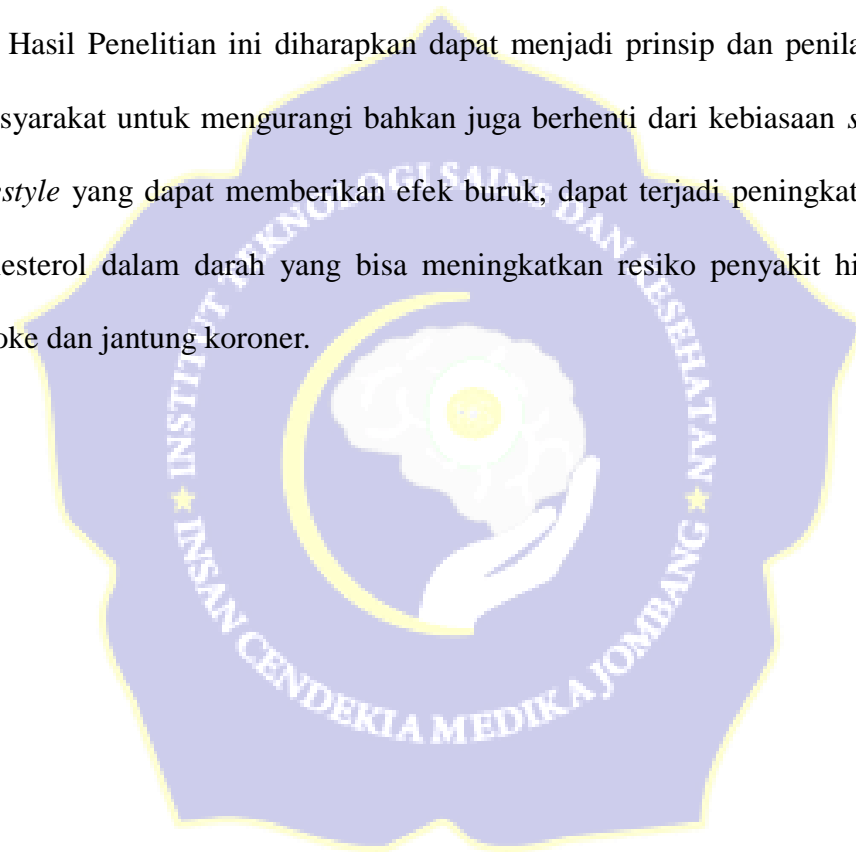 Hasil Penelitian ini diharapkan dapat menjadi prinsip dan penila
syarakat untuk mengurangi bahkan juga berhenti dari kebiasaan s
style yang dapat memberikan efek buruk, dapat terjadi peningkat
lesterol dalam darah yang bisa meningkatkan resiko penyakit hi
oke dan jantung koroner.
INSTITUT TEKNOLOGI SAINS DAN KESEHATAN
INSAN CENDEKIA MEDIKA JOMBANG